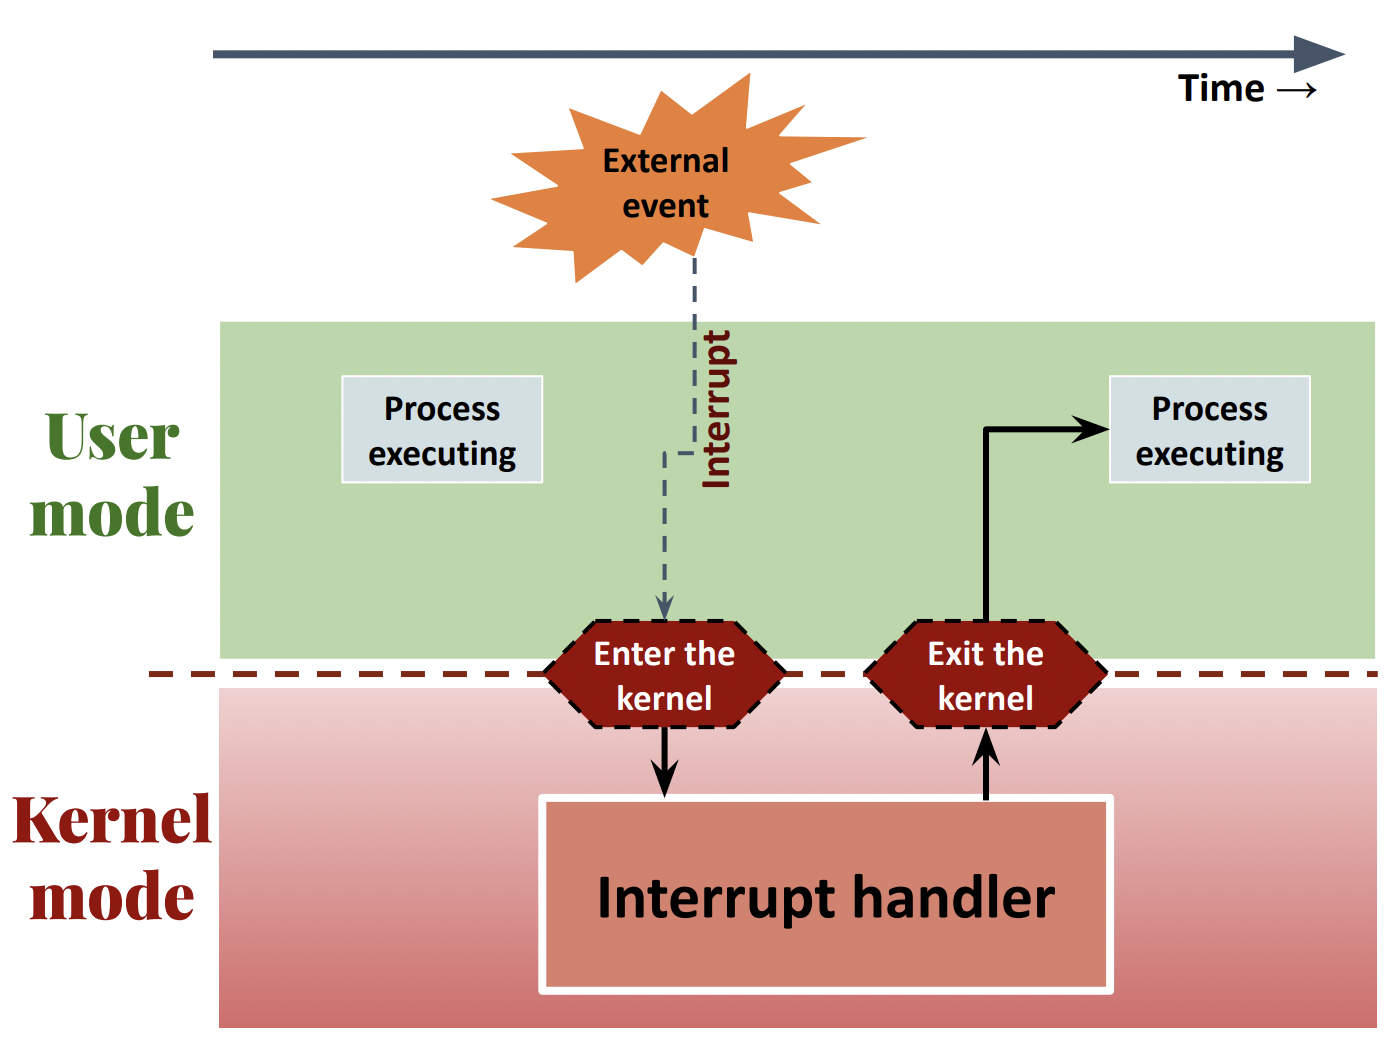 Time →
External
event
Interrupt
User
mode
Process
executing
Process
executing
Enter the
kernel
Exit the
kernel
Kernel
mode
Interrupt handler